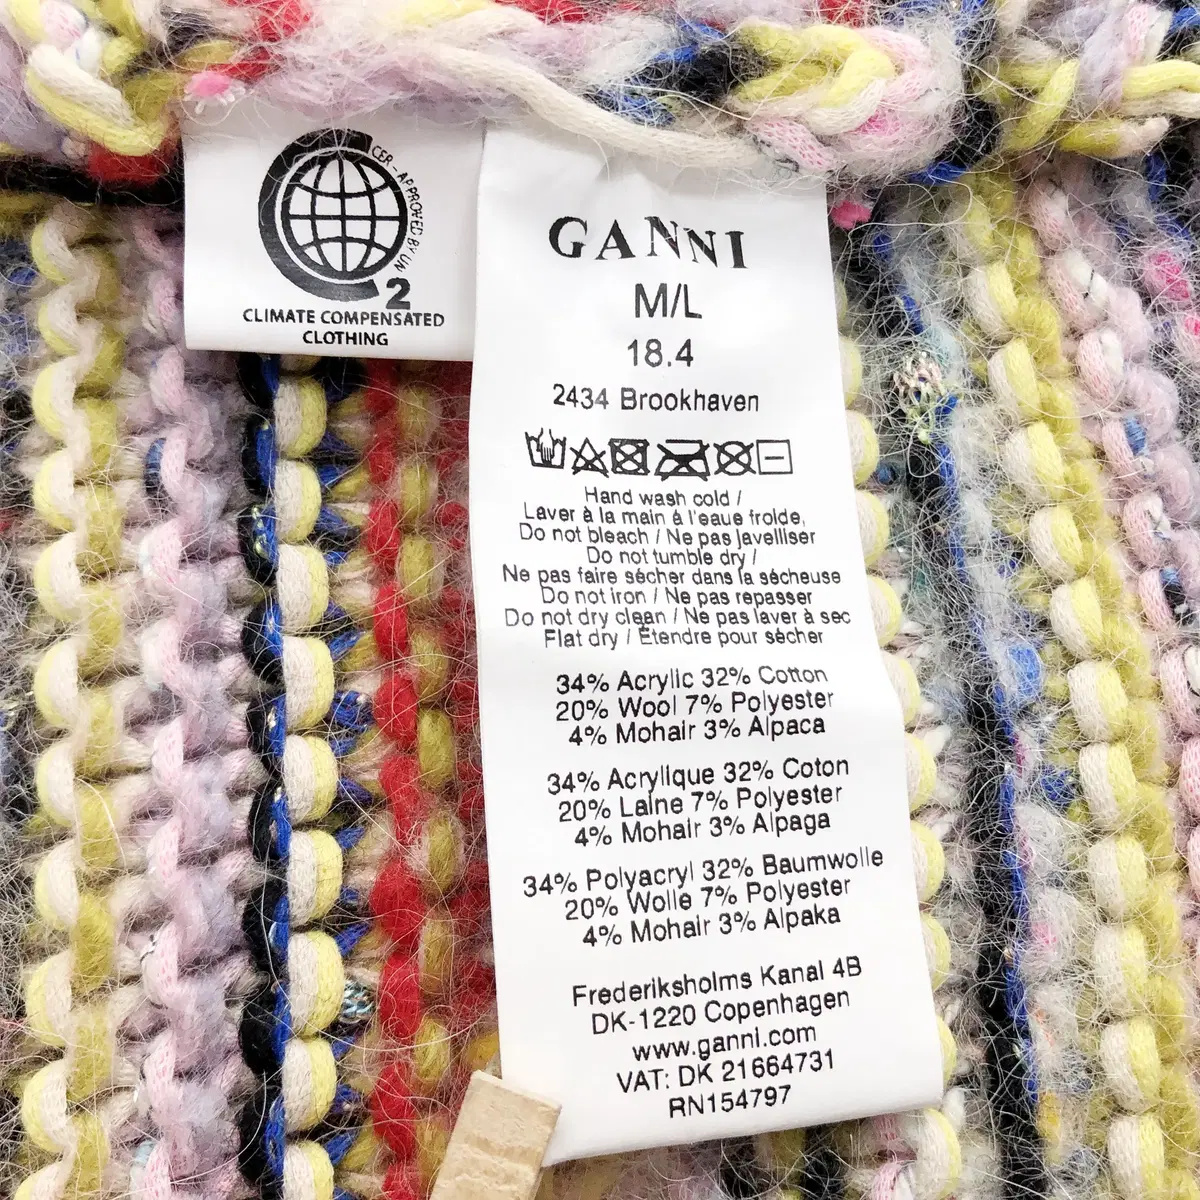 CER - APPROVED BY UN
2
CLIMATE COMPENSATED
CLOTHING
GANNI
M/L
18.4
2434 Brookhaven
Hand wash cold /
Laver à la main á l'eaue froide,
Do not bleach / Ne pas javelliser
Do not tumble dry /
Ne pas faire sécher dans la sécheuse
Do not iron / Ne pas repasser
Do not dry clean / Ne pas laver à sec
Flat dry / Étendre pour sécher
34% Acrylic 32% Cotton
20% Wool 7% Polyester
4% Mohair 3% Alpaca
34% Acrylique 32% Coton
20% Laine 7% Polyester
4% Mohair 3% Alpaga
34% Polyacryl 32% Baumwolle
20% Wolle 7% Polyester
4% Mohair 3% Alpaka
Frederiksholms Kanal 4B
DK-1220 Copenhagen
www.ganni.com
VAT: DK 21664731
RN154797